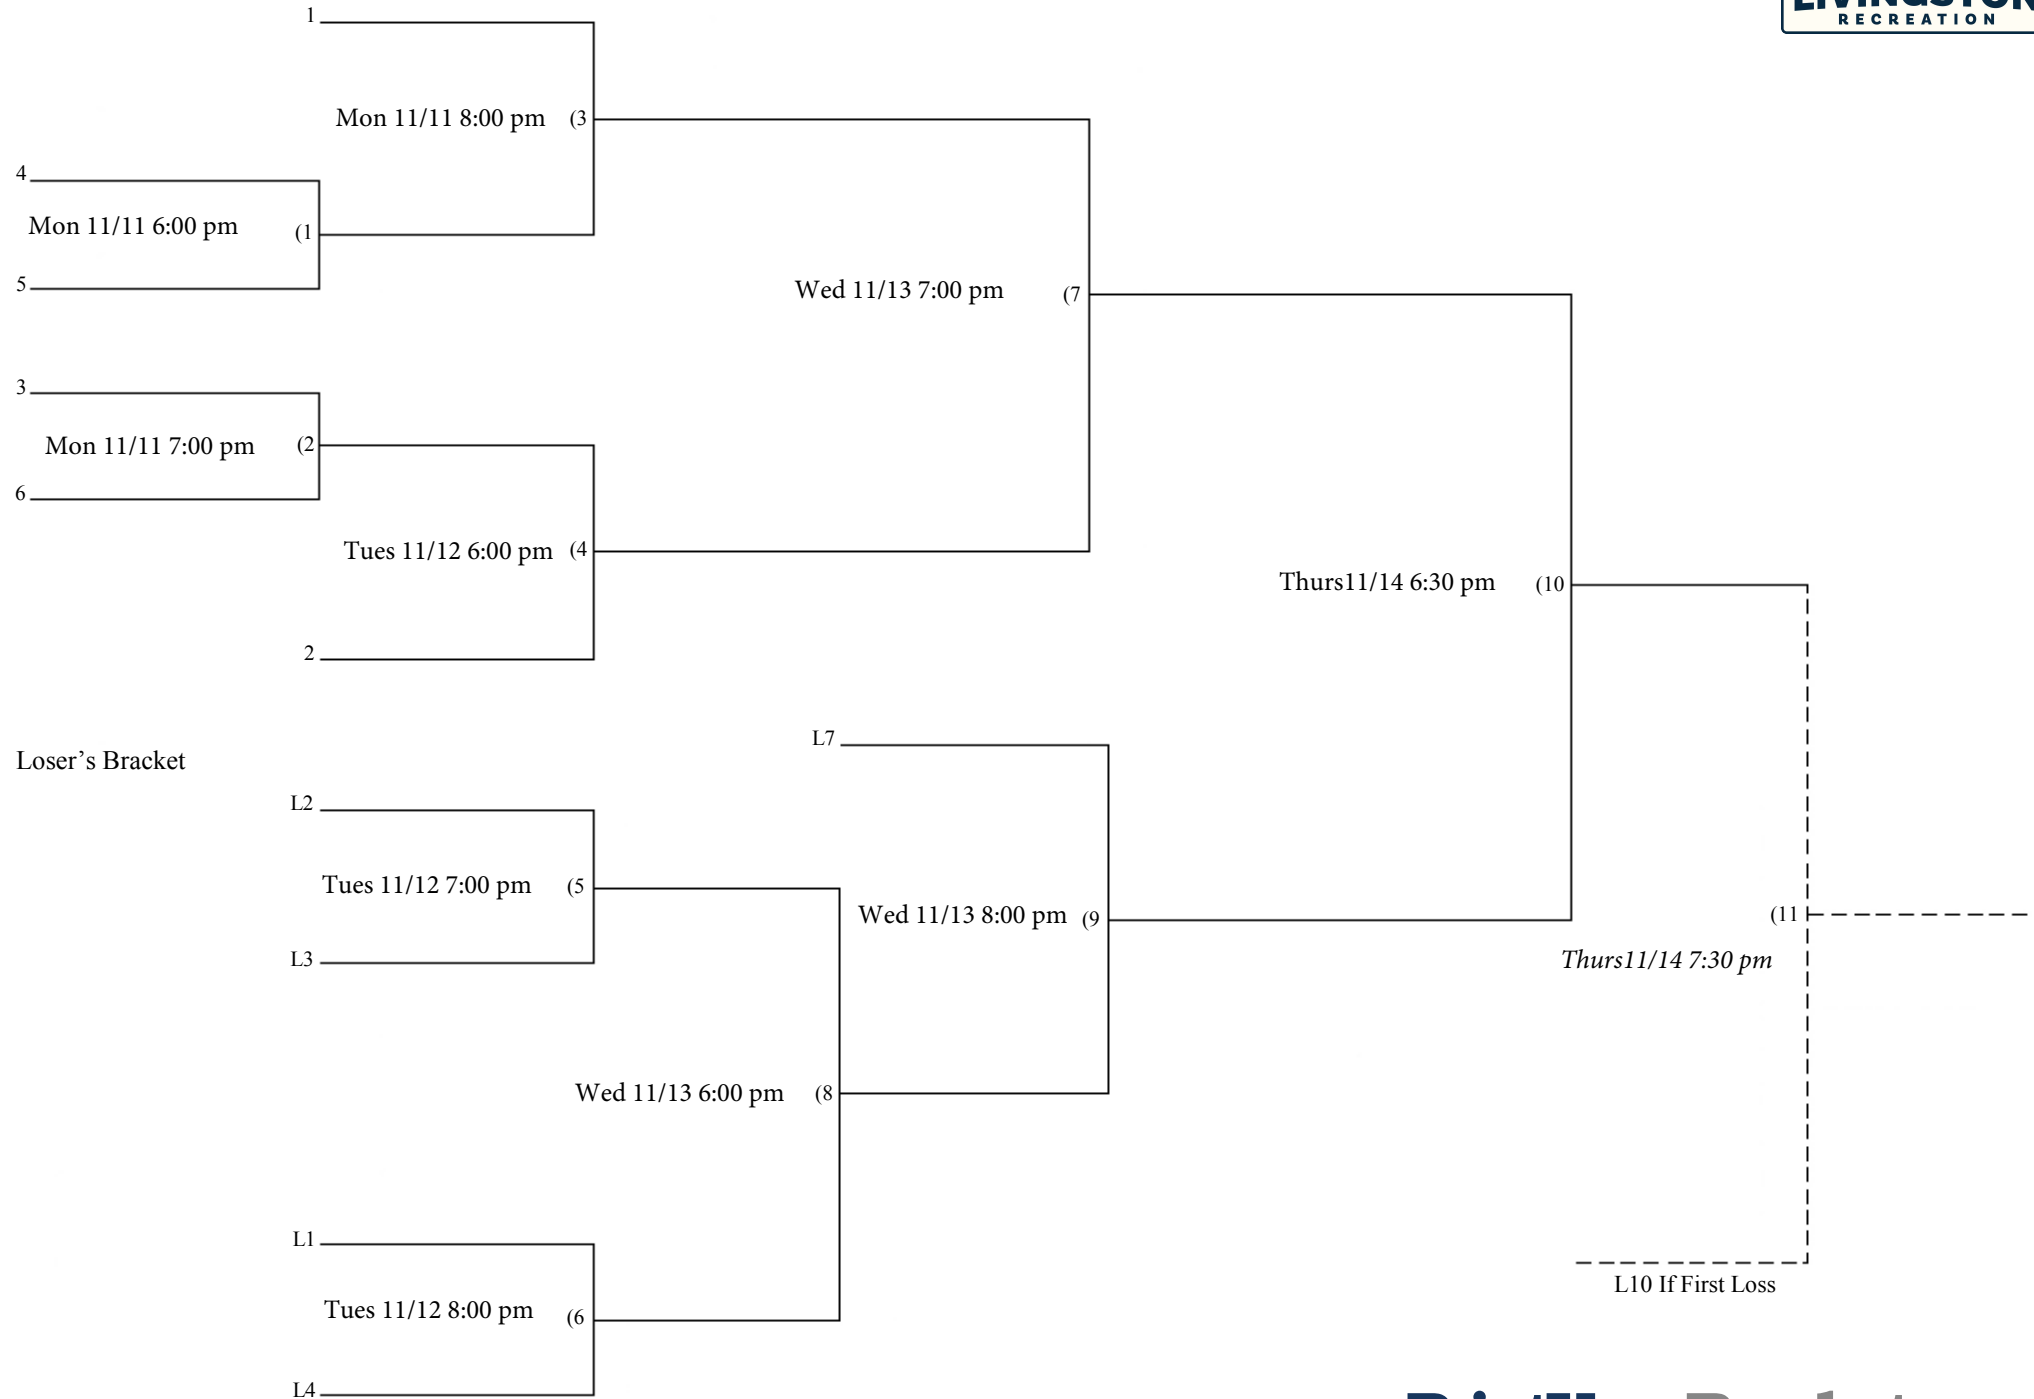 LIVINGSTON
RECREATION
1
Mon 11/11 8:00 pm (3
4
Mon 11/11 6:00 pm (1
5
Wed 11/13 7:00 pm (7
3
Mon 11/11 7:00 pm (2
6
Tues 11/12 6:00 pm (4
Thurs11/14 6:30 pm (10
2
L7
Loser’s Bracket
L2
Tues 11/12 7:00 pm (5
Wed 11/13 8:00 pm (9
(11
L3
Thurs11/14 7:30 pm
Wed 11/13 6:00 pm (8
L1
L10 If First Loss
Tues 11/12 8:00 pm (6
L4